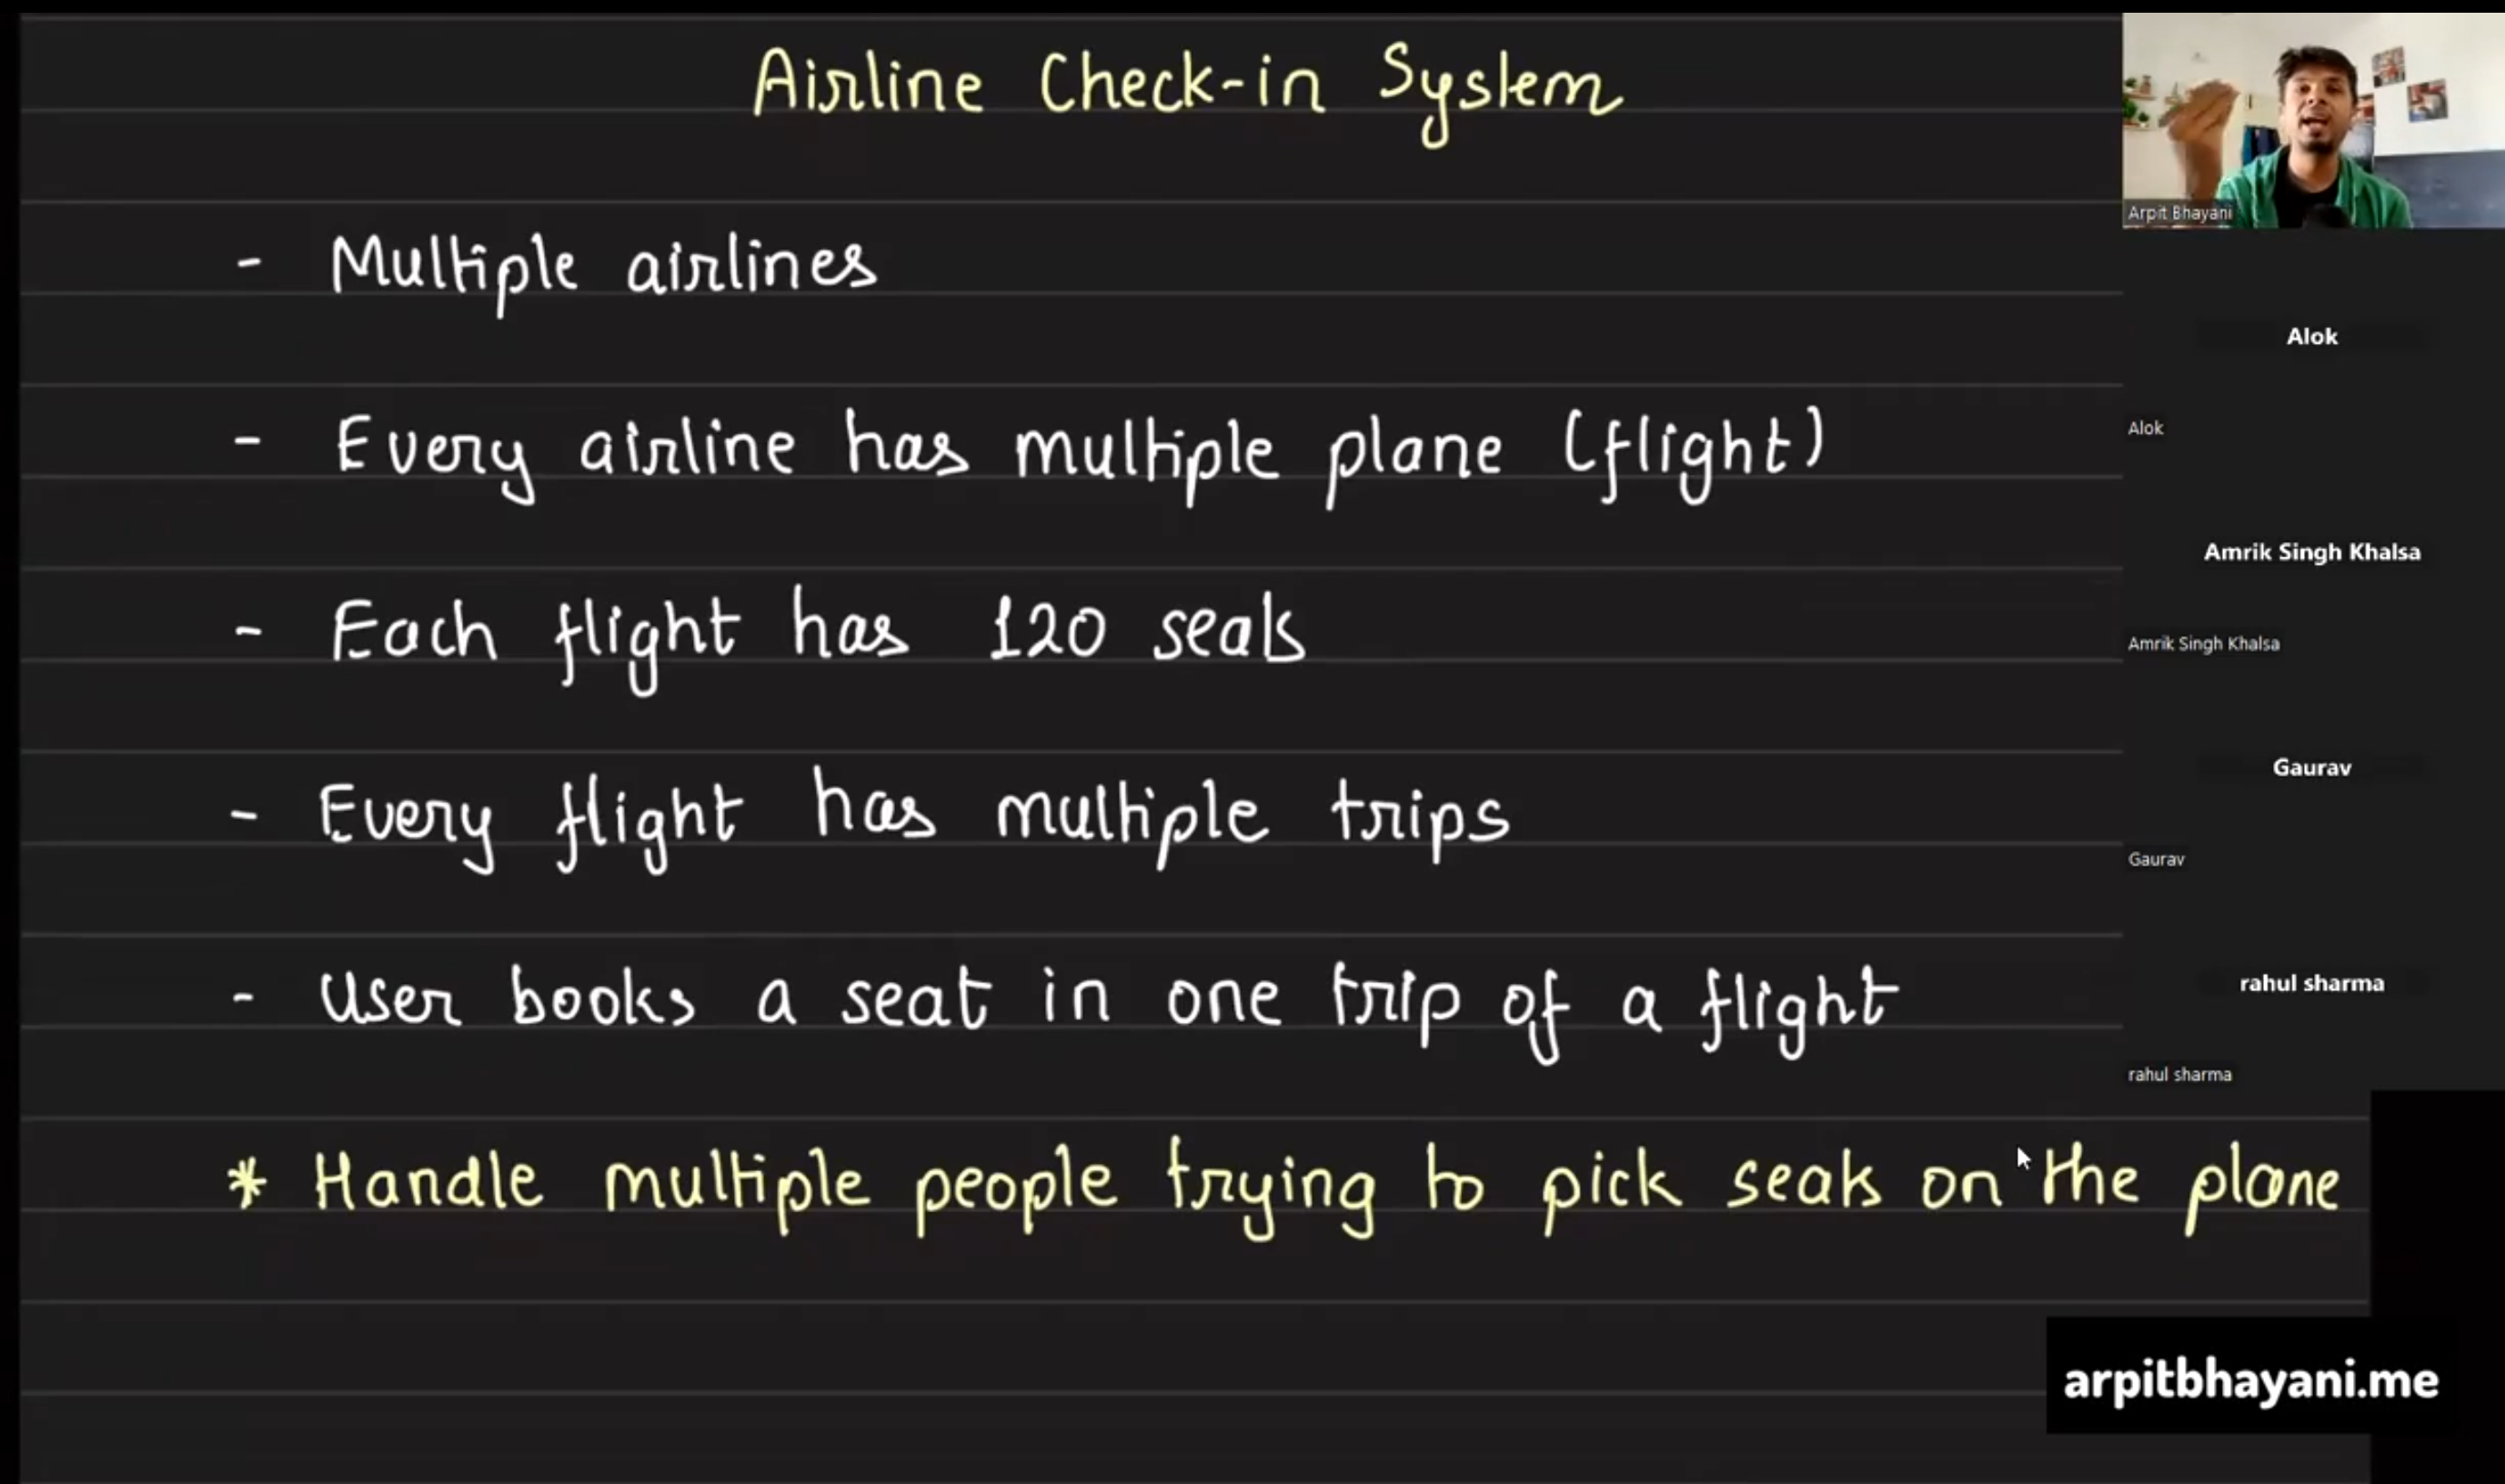 Airline Check-in System
- Multiple airlines
- Every airline has multiple plane (flight)
- Each flight has 120 seats
- Every flight has multiple trips
- User books a seat in one trip of a flight
* Handle multiple people trying to pick seats on the plane
Arpit Bhayani
Alok
Alok
Amrik Singh Khalsa
Amrik Singh Khalsa
Gaurav
Gaurav
rahul sharma
rahul sharma
arpitbhayani.me